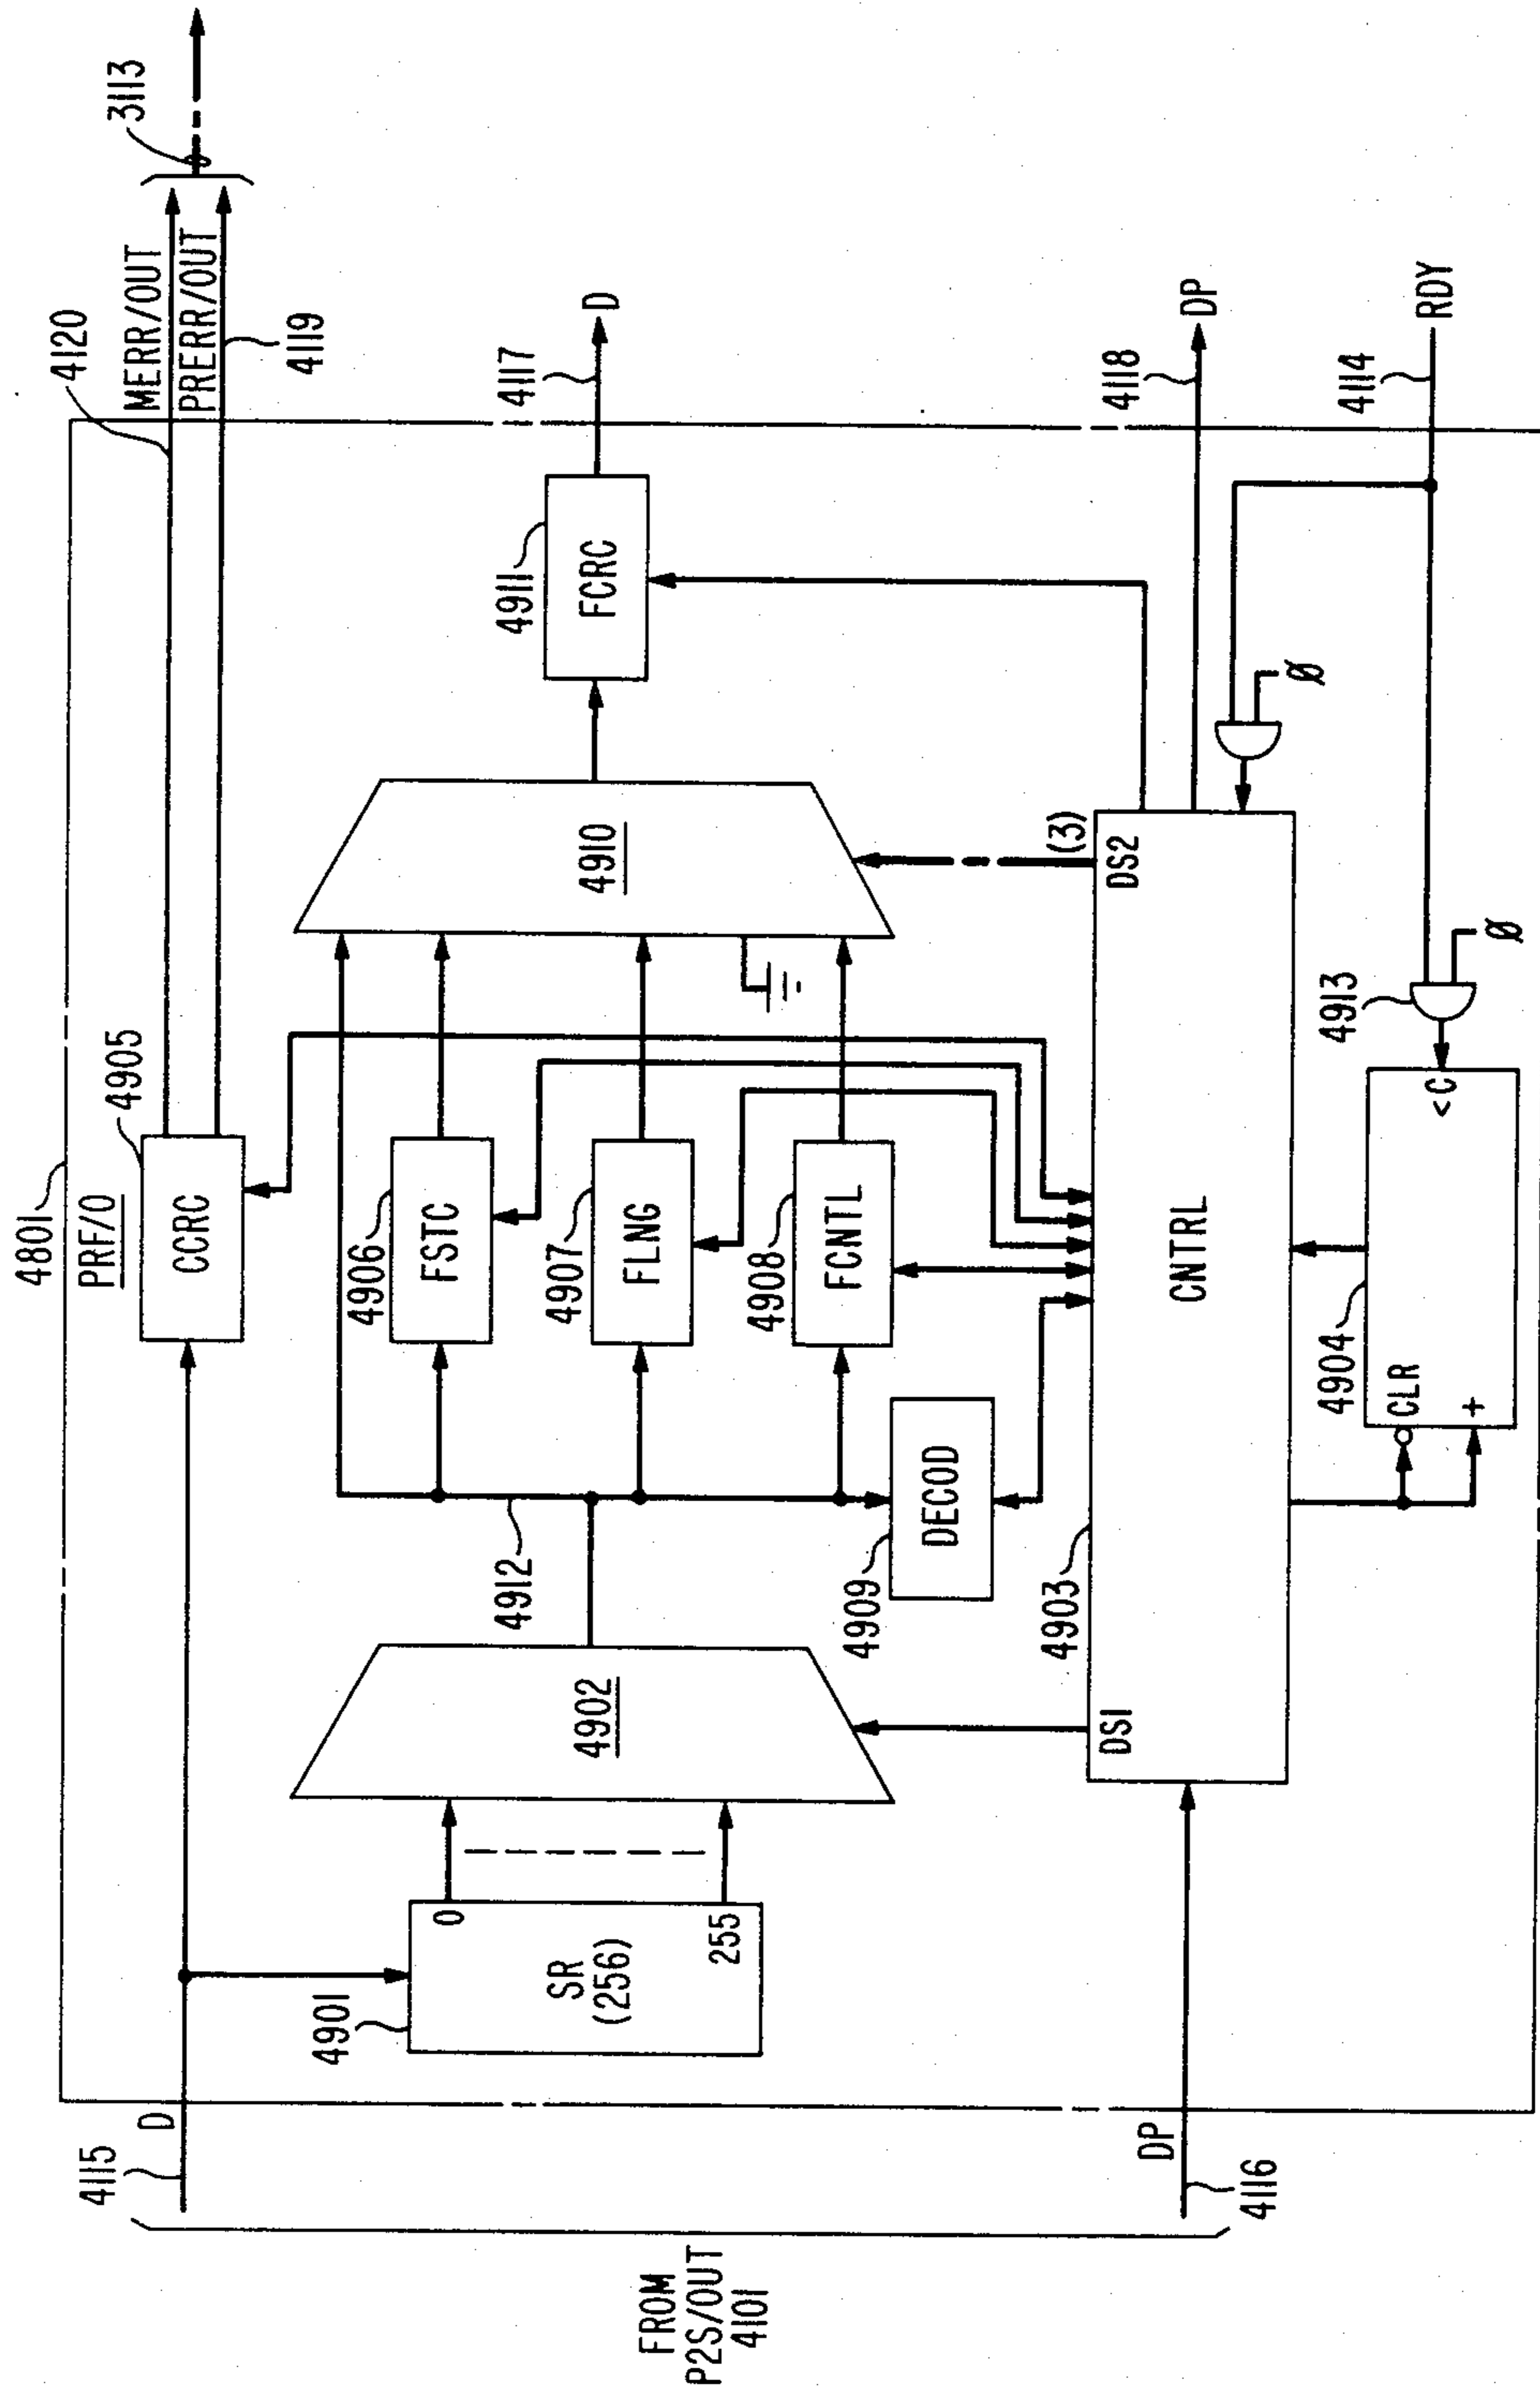 4801
PRF/O
4905
CCRC
4120
MERR/OUT
PRERR/OUT
4119
3113
4115
D
4901
0
SR
(256)
255
4902
4912
4906
FSTC
4907
FLNG
4908
FCNTL
4909
DECOD
4910
4911
FCRC
4117
D
FROM
P2S/OUT
4101
DP
4116
4903
DS1
CNTRL
DS2
(3)
4118
DP
Ø
4114
RDY
4904
CLR
+
<C
4913
Ø